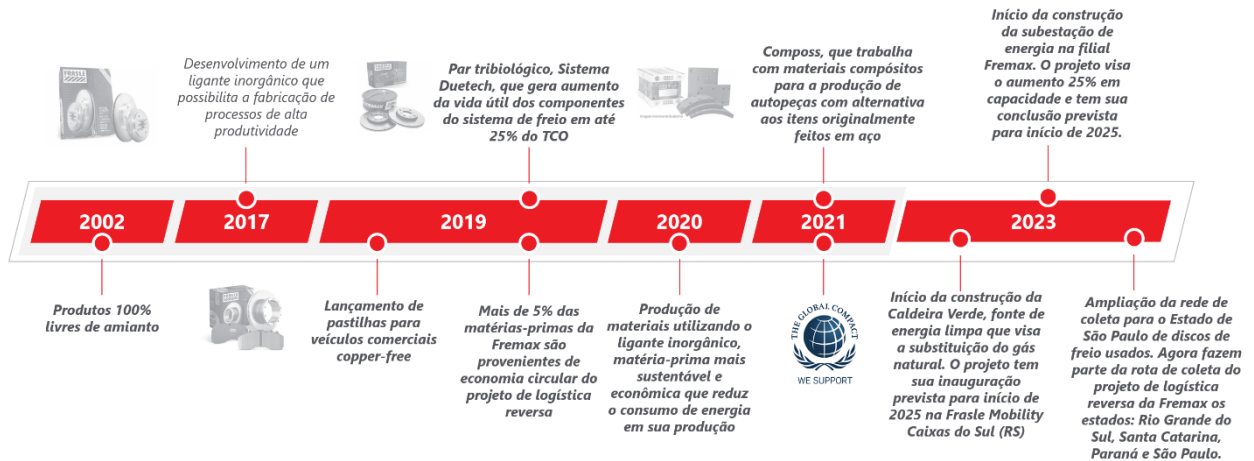 Desenvolvimento de um
ligante inorgânico que
possibilita a fabricação de
processos de alta
produtividade
Par tribiológico, Sistema
Duetech, que gera aumento
da vida útil dos componentes
do sistema de freio em até
25% do TCO
Composs, que trabalha
com materiais compósitos
para a produção de
autopeças com alternativa
aos itens originalmente
feitos em aço
Início da construção
da subestação de
energia na filial
Fremax. O projeto visa
o aumento 25% em
capacidade e tem sua
conclusão prevista
para início de 2025.
2002
2017
2019
2020
2021
2023
Produtos 100%
livres de amianto
Lançamento de
pastilhas para
veículos comerciais
copper-free
Mais de 5% das
matérias-primas da
Fremax são
provenientes de
economia circular do
projeto de logística
reversa
Produção de
materiais utilizando o
ligante inorgânico,
matéria-prima mais
sustentável e
econômica que reduz
o consumo de energia
em sua produção
THE GLOBAL COMPACT
WE SUPPORT
Início da construção da
Caldeira Verde, fonte de
energia limpa que visa
a substituição do gás
natural. O projeto tem
sua inauguração
prevista para início de
2025 na Frasle Mobility
Caixas do Sul (RS)
Ampliação da rede de
coleta para o Estado de
São Paulo de discos de
freio usados. Agora fazem
parte da rota de coleta do
projeto de logística
reversa da Fremax os
estados: Rio Grande do
Sul, Santa Catarina,
Paraná e São Paulo.